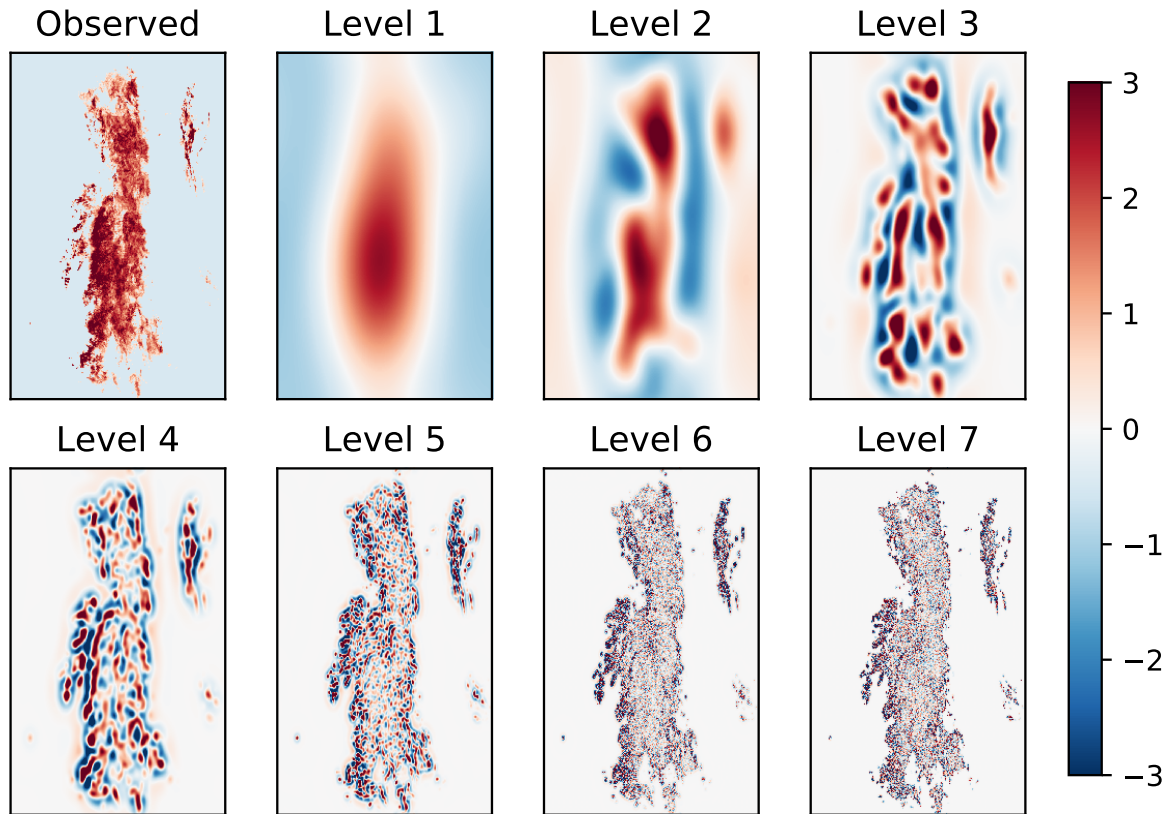 Observed
Level 1
Level 2
Level 3
3
2
1
0
−1
−2
−3
Level 4
Level 5
Level 6
Level 7